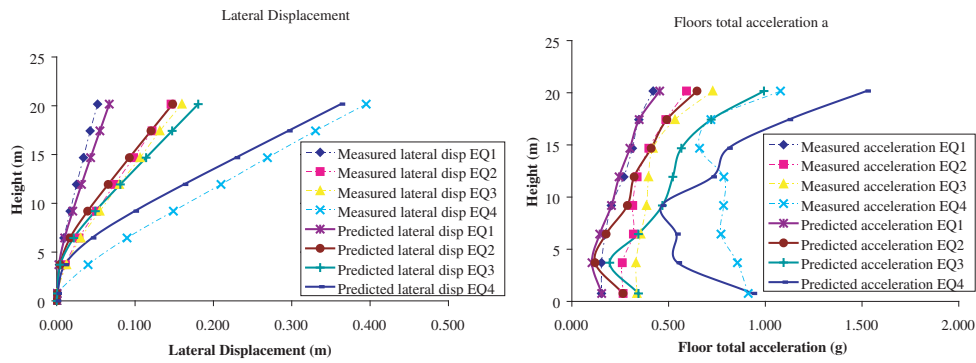 Lateral Displacement
25
20
15
10
5
0
Height (m)
0.000 0.100 0.200 0.300 0.400 0.500
Lateral Displacement (m)
Measured lateral disp EQ1
Measured lateral disp EQ2
Measured lateral disp EQ3
Measured lateral disp EQ4
Predicted lateral disp EQ1
Predicted lateral disp EQ2
Predicted lateral disp EQ3
Predicted lateral disp EQ4
Floors total acceleration a
25
20
15
10
5
0
Height (m)
0.000 0.500 1.000 1.500 2.000
Floor total acceleration (g)
Measured acceleration EQ1
Measured acceleration EQ2
Measured acceleration EQ3
Measured acceleration EQ4
Predicted acceleration EQ1
Predicted acceleration EQ2
Predicted acceleration EQ3
Predicted acceleration EQ4